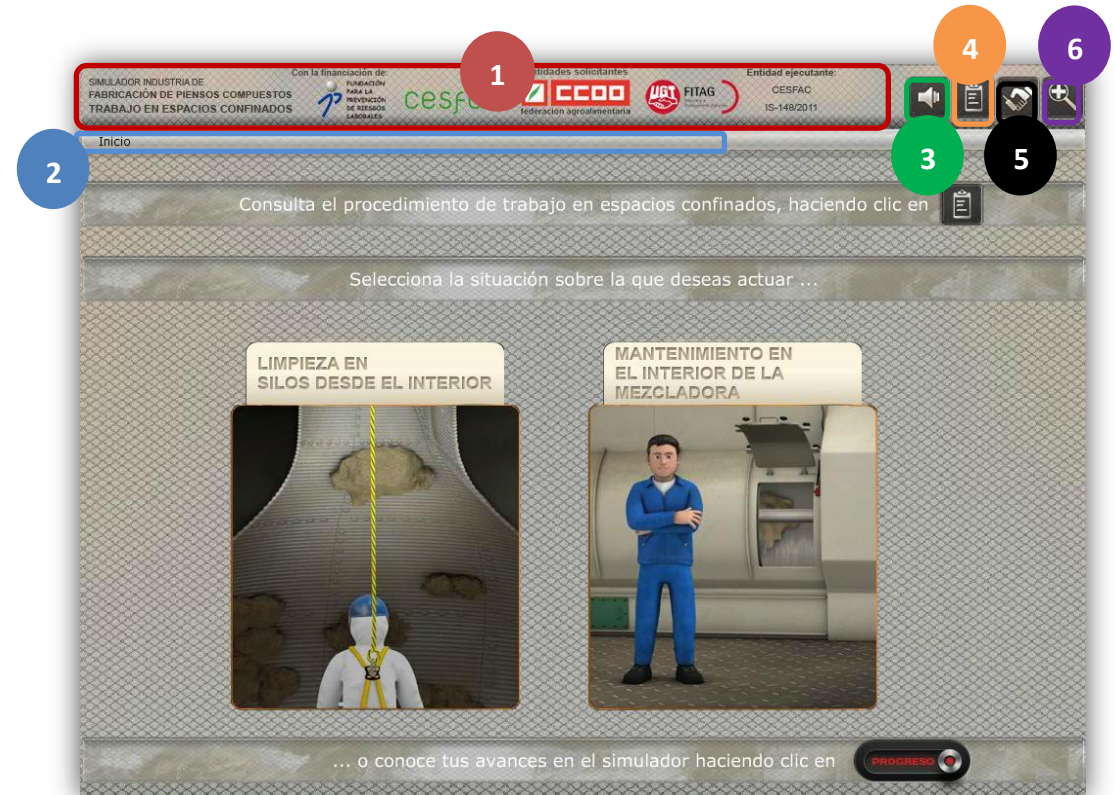 4
6
1
SIMULADOR INDUSTRIA DE
FABRICACIÓN DE PIENSOS COMPUESTOS
TRABAJO EN ESPACIOS CONFINADOS
Con la financiación de:
FUNDACIÓN
PARA LA
PREVENCIÓN
DE RIESGOS
LABORALES
solicitantes
CCOO
federación agroalimentaria
UGT
FITAG
Entidad ejecutante:
CESFAC
IS-148/2011
3
5
2
Inicio
Consulta el procedimiento de trabajo en espacios confinados, haciendo clic en
Selecciona la situación sobre la que deseas actuar ...
LIMPIEZA EN
SILOS DESDE EL INTERIOR
MANTENIMIENTO EN
EL INTERIOR DE LA
MEZCLADORA
... o conoce tus avances en el simulador haciendo clic en
PROGRESO